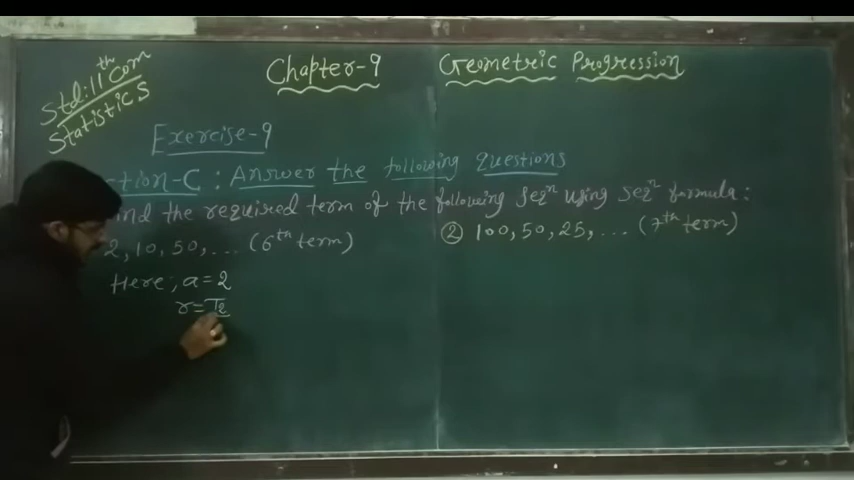 Std:11th Com
Statistics
Chapter-9 Geometric Progression
Exercise-9
ction-C : Answer the following questions
ind the required term of the following seqⁿ using seqⁿ formula:
2, 10, 50, ... (6th term)
Here; a = 2
r = T2
② 100, 50, 25, ... (7th term)